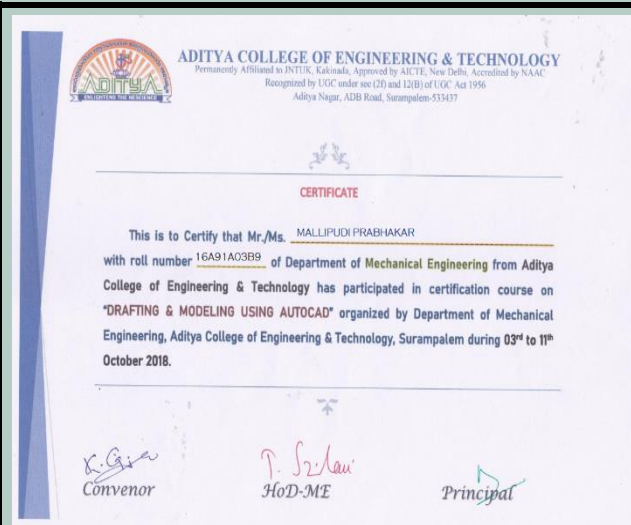 ADITYA COLLEGE OF ENGINEERING & TECHNOLOGY
Permanently Affiliated to JNTUK, Kakinada, Approved by AICTE, New Delhi, Accredited by NAAC
Recognized by UGC under sec (2f) and 12(B) of UGC Act 1956
Aditya Nagar, ADB Road, Surampalem-533437
ADITYA
CERTIFICATE
This is to Certify that Mr./Ms. MALLIPUDI PRABHAKAR
with roll number 16A91A03B9 of Department of Mechanical Engineering from Aditya
College of Engineering & Technology has participated in certification course on
"DRAFTING & MODELING USING AUTOCAD" organized by Department of Mechanical
Engineering, Aditya College of Engineering & Technology, Surampalem during 03rd to 11th
October 2018.
Convenor HoD-ME Principal